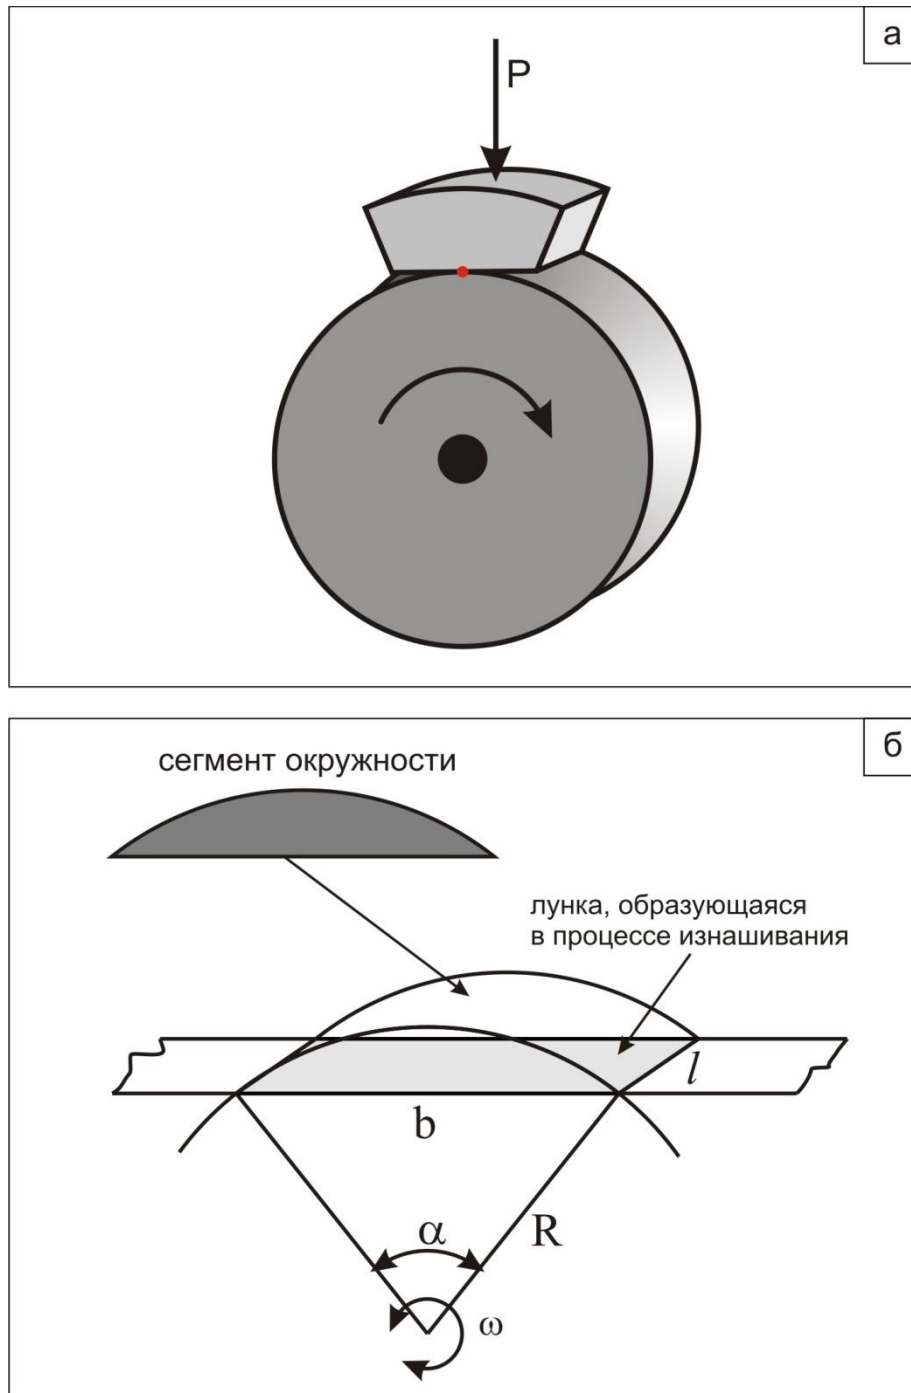 а
P
б
сегмент окружности
лунка, образующаяся
в процессе изнашивания
l
b
α
R
ω